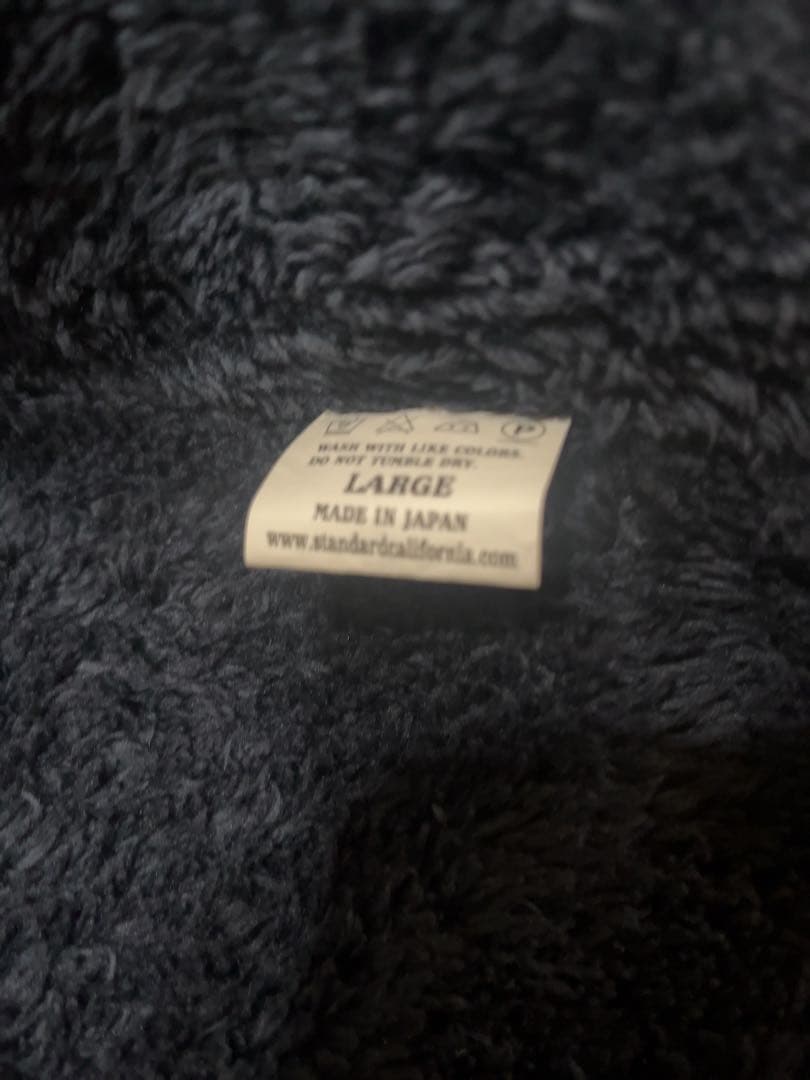 P
WASH WITH LIKE COLORS.
DO NOT TUMBLE DRY.
LARGE
MADE IN JAPAN
www.standardcalifornia.com